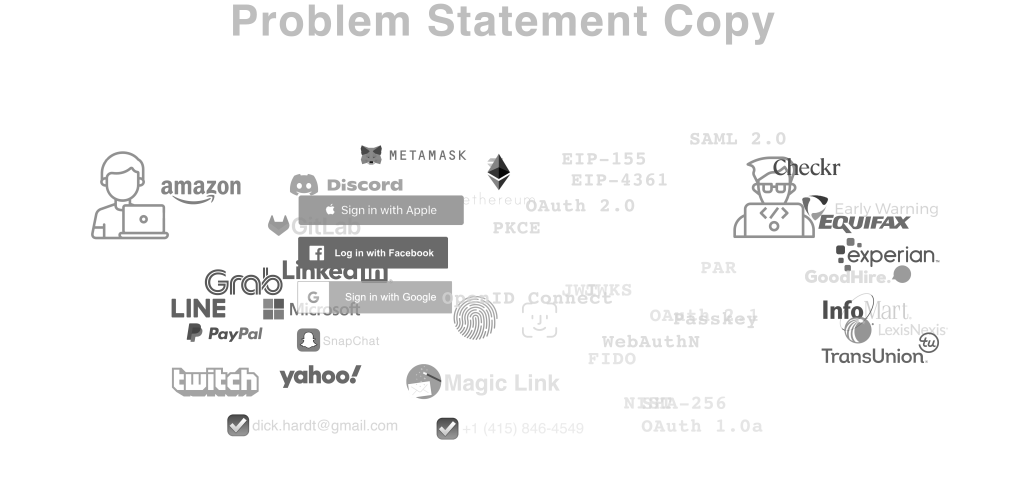 Problem Statement Copy
SAML 2.0
METAMASK
EIP-155
Checkr
EIP-4361
amazon
Discord
ethereum
OAuth 2.0
Sign in with Apple
Early Warning
GitLab
PKCE
EQUIFAX
Log in with Facebook
experian.
LinkedIn
PAR
Grab
GoodHire.
Sign in with Google
OpenID Connect
JWT
JWKS
LINE
Microsoft
InfoMart.
OAuth 2.1
Passkey
PayPal
LexisNexis
SnapChat
WebAuthN
tu
TransUnion.
FIDO
twitch
yahoo!
Magic Link
NIST
SHA-256
dick.hardt@gmail.com
+1 (415) 846-4549
OAuth 1.0a